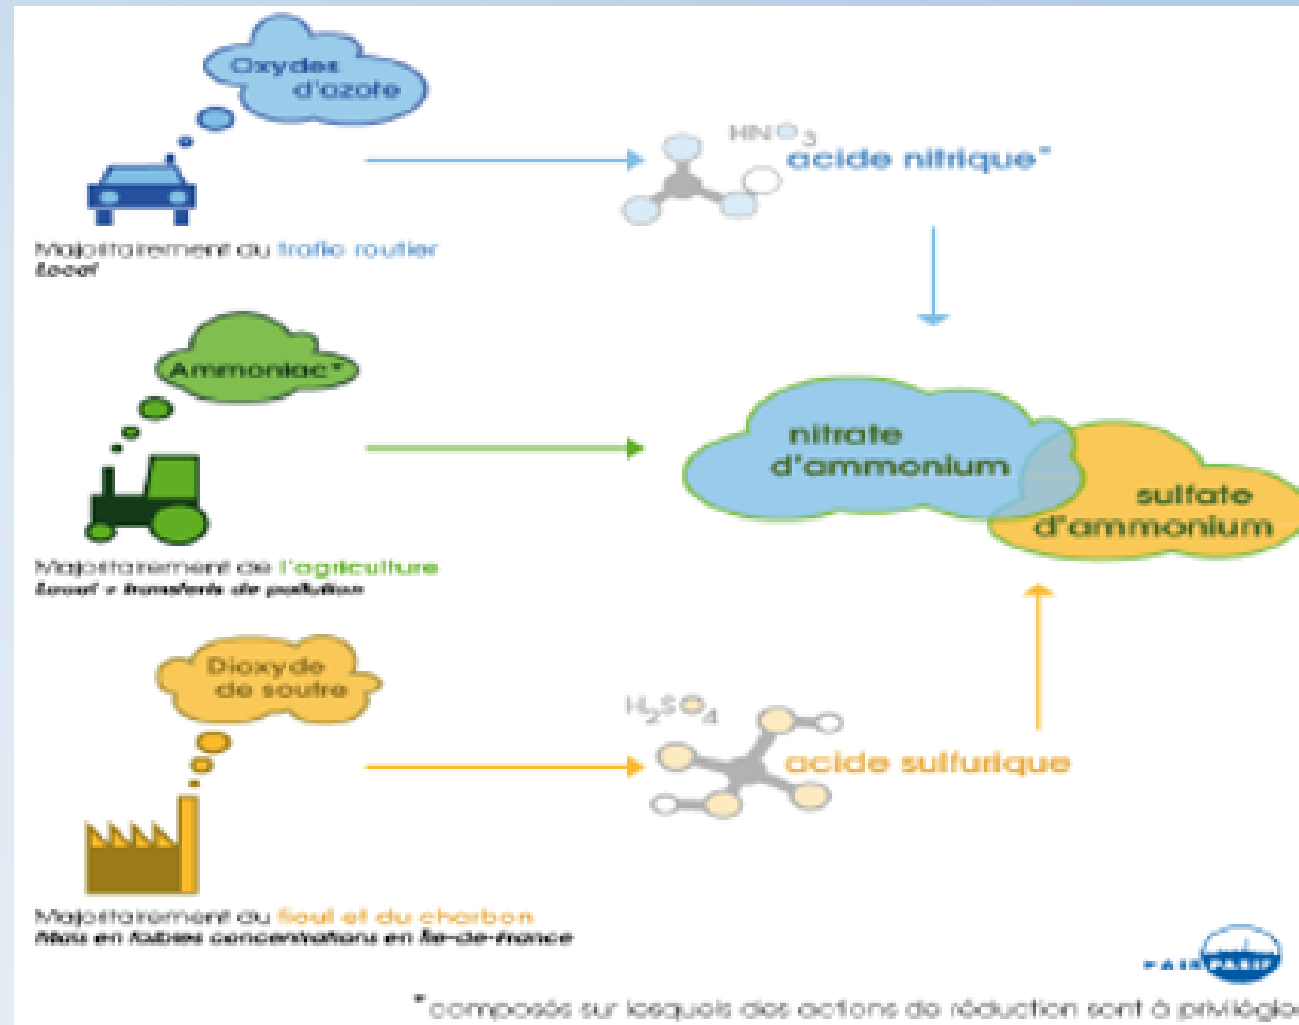 Oxydes
d'azote
HNO3
acide nitrique*
Majoritairement du trafic routier
Local
Ammoniac*
nitrate
d'ammonium
sulfate
d'ammonium
Majoritairement de l'agriculture
Local + transferts de pollution
Dioxyde
de soufre
H2SO4
acide sulfurique
Majoritairement du fioul et du charbon
Mais en faibles concentrations en Île-de-France
AIRPARIF
*composés sur lesquels des actions de réduction sont à privilégie